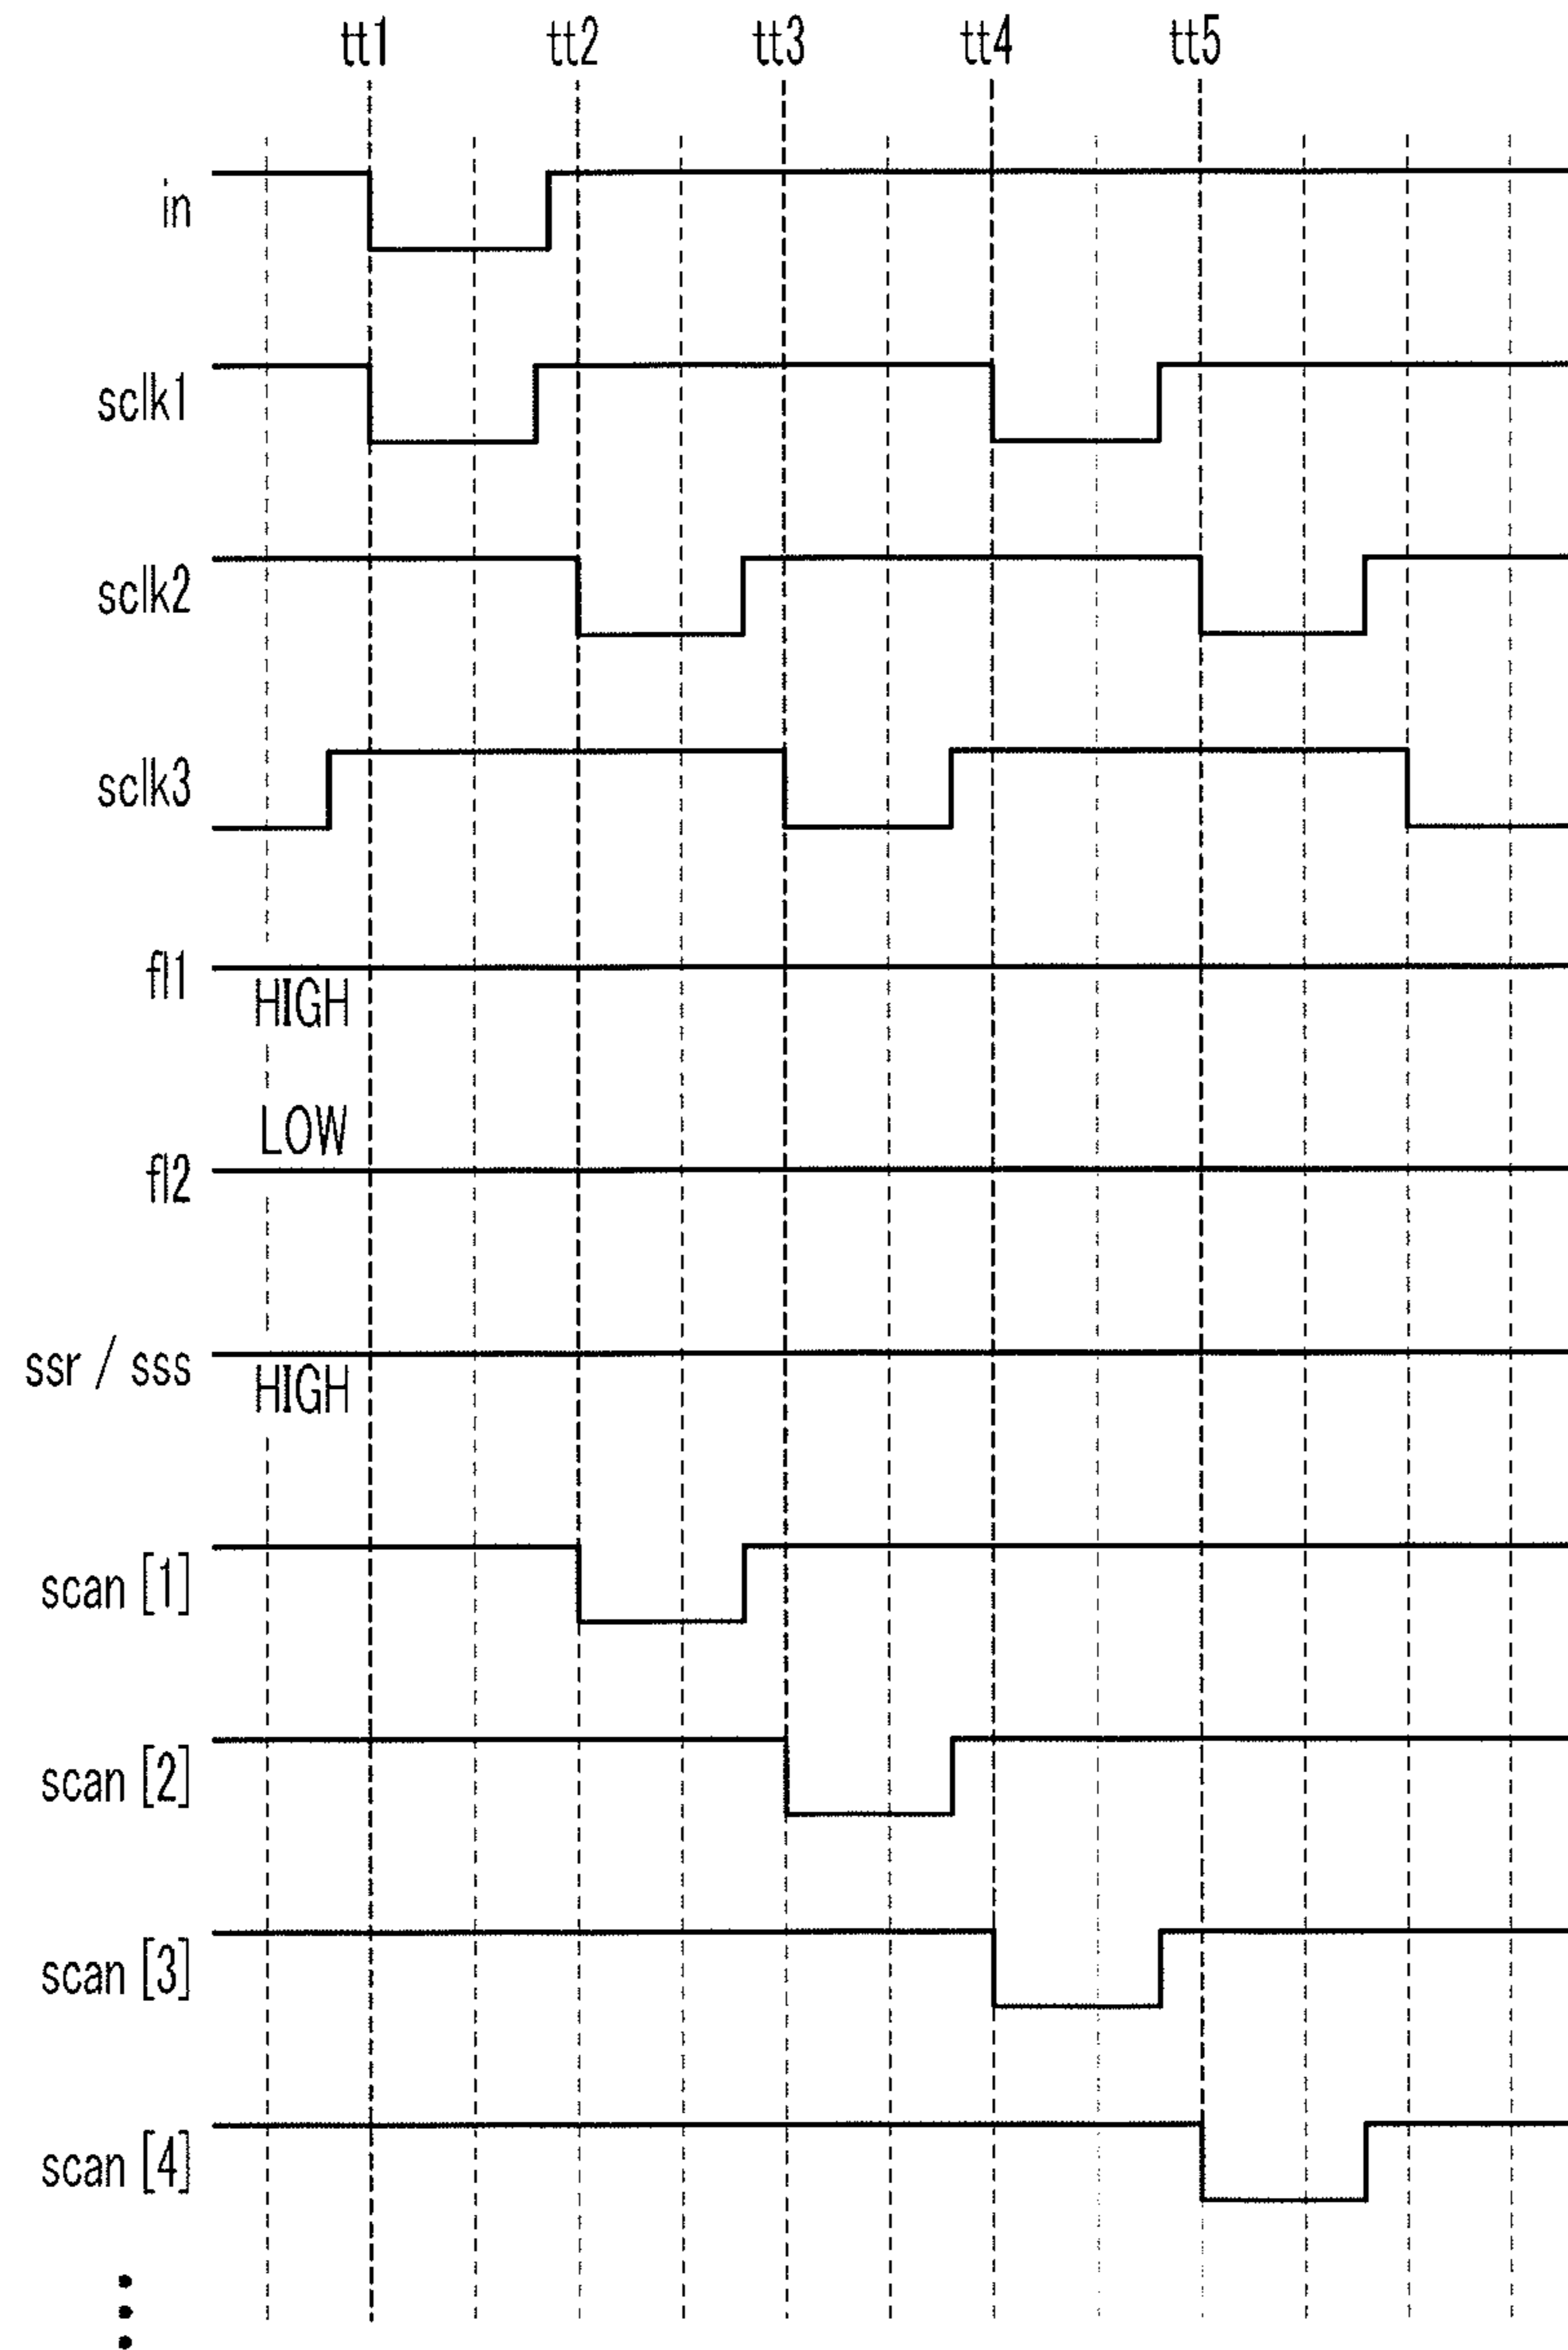 tt1 tt2 tt3 tt4 tt5
in
sclk1
sclk2
sclk3
fl1
HIGH
LOW
fl2
ssr / sss
HIGH
scan [1]
scan [2]
scan [3]
scan [4]